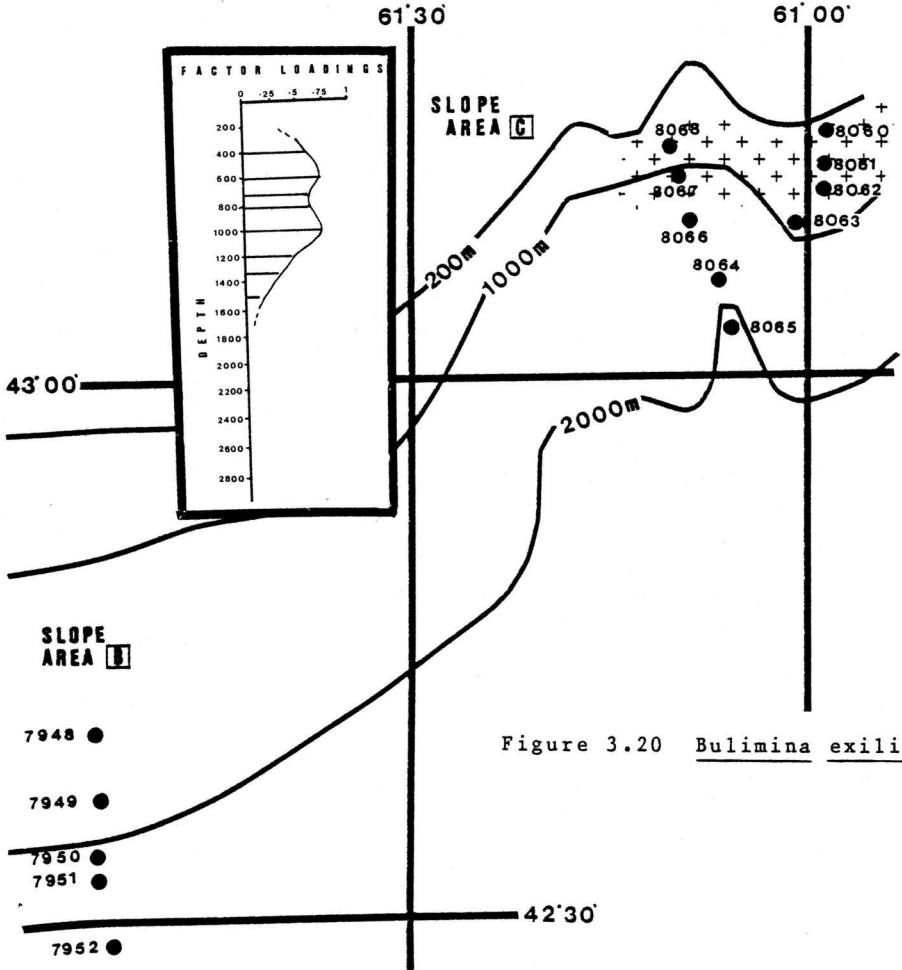 61°30'
61°00'
FACTOR LOADINGS
0 .25 .5 .75 1
200
400
600
800
1000
1200
1400
1600
1800
2000
2200
2400
2600
2800
DEPTH
SLOPE
AREA C
8068
8060
8061
8067
8062
8066
8063
8064
8065
200m
1000m
2000m
43°00'
SLOPE
AREA B
7948
7949
7950
7951
7952
42°30'
Figure 3.20 Bulimina exili